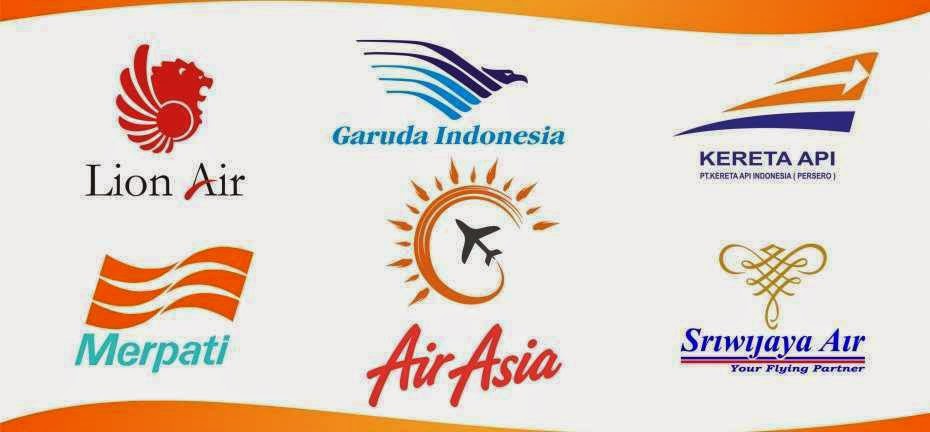 Lion Air
Garuda Indonesia
KERETA API
PT.KERETA API INDONESIA ( PERSERO )
Merpati
AirAsia
Sriwijaya Air
Your Flying Partner